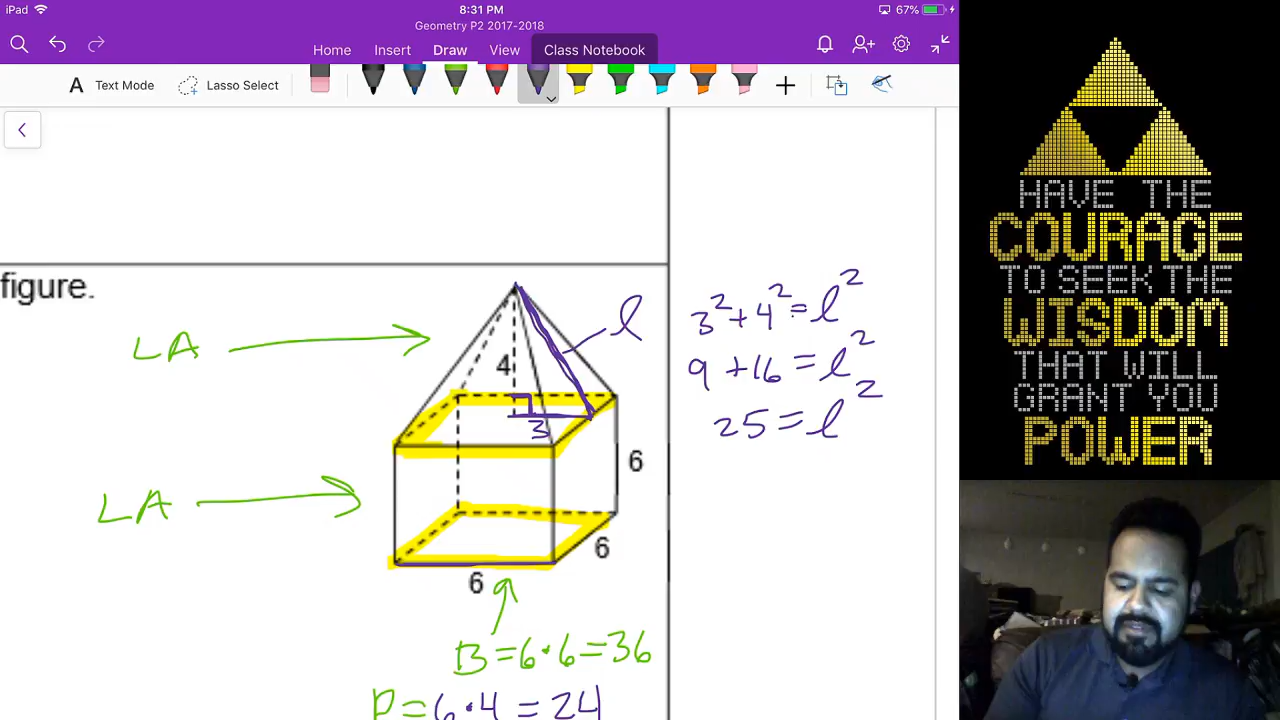 iPad
8:31 PM
67%
Geometry P2 2017-2018
Home Insert Draw View Class Notebook
A Text Mode Lasso Select
figure.
LA
LA
4
3
l
6
6
6
B=6·6=36
P=6·4=24
3²+4²=l²
9+16=l²
25=l²
HAVE THE
COURAGE
TO SEEK THE
WISDOM
THAT WILL
GRANT YOU
POWER